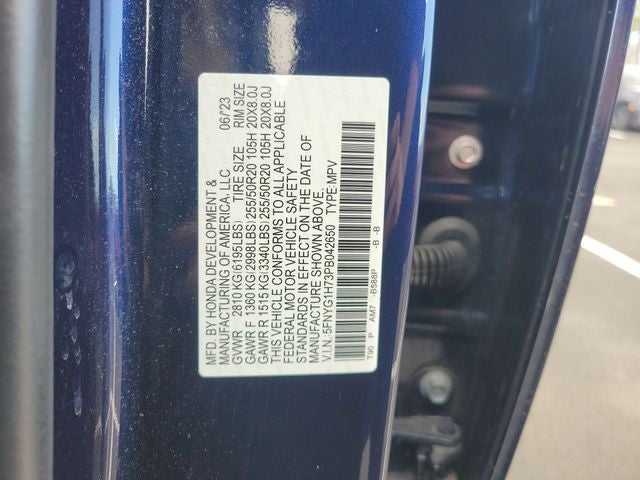 MFD. BY HONDA DEVELOPMENT &
MANUFACTURING OF AMERICA, LLC 06/23
GVWR 2810 KG(6195LBS) TIRE SIZE RIM SIZE
GAWR F 1360 KG(2998LBS)255/50R20 105H 20X8.0J
GAWR R 1515 KG(3340LBS)255/50R20 105H 20X8.0J
THIS VEHICLE CONFORMS TO ALL APPLICABLE
FEDERAL MOTOR VEHICLE SAFETY
STANDARDS IN EFFECT ON THE DATE OF
MANUFACTURE SHOWN ABOVE.
V.I.N.:5FNYG1H73PB042650 TYPE MPV
T90 P AM7 -B588P -B -B